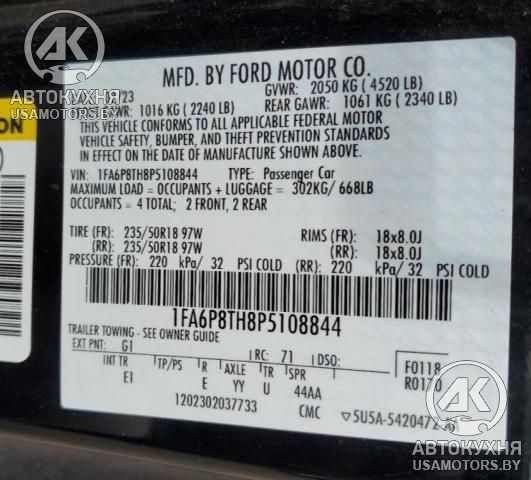 АВТОКУХНЯ
USAMOTORS.BY
MFD. BY FORD MOTOR CO.
GVWR: 2050 KG ( 4520 LB)
1016 KG ( 2240 LB) REAR GAWR: 1061 KG ( 2340 LB)
THIS VEHICLE CONFORMS TO ALL APPLICABLE FEDERAL MOTOR
VEHICLE SAFETY, BUMPER, AND THEFT PREVENTION STANDARDS
IN EFFECT ON THE DATE OF MANUFACTURE SHOWN ABOVE.
VIN: 1FA6P8TH8P5108844 TYPE: Passenger Car
MAXIMUM LOAD = OCCUPANTS + LUGGAGE = 302KG/ 668LB
OCCUPANTS = 4 TOTAL; 2 FRONT, 2 REAR
TIRE (FR): 235/50R18 97W RIMS (FR): 18x8.0J
(RR): 235/50R18 97W (RR): 18x8.0J
PRESSURE (FR): 220 kPa/ 32 PSI COLD (RR): 220 kPa/ 32 PSI COLD
1FA6P8TH8P5108844
TRAILER TOWING - SEE OWNER GUIDE
EXT PNT: G1 RC: 71 DSO: F0118
INT TR TP/PS R AXLE TR SPR R0170
E1 E YY U 44AA
1202302037733 CMC ▽5U5A-5420472-
АВТОКУХНЯ
USAMOTORS.BY